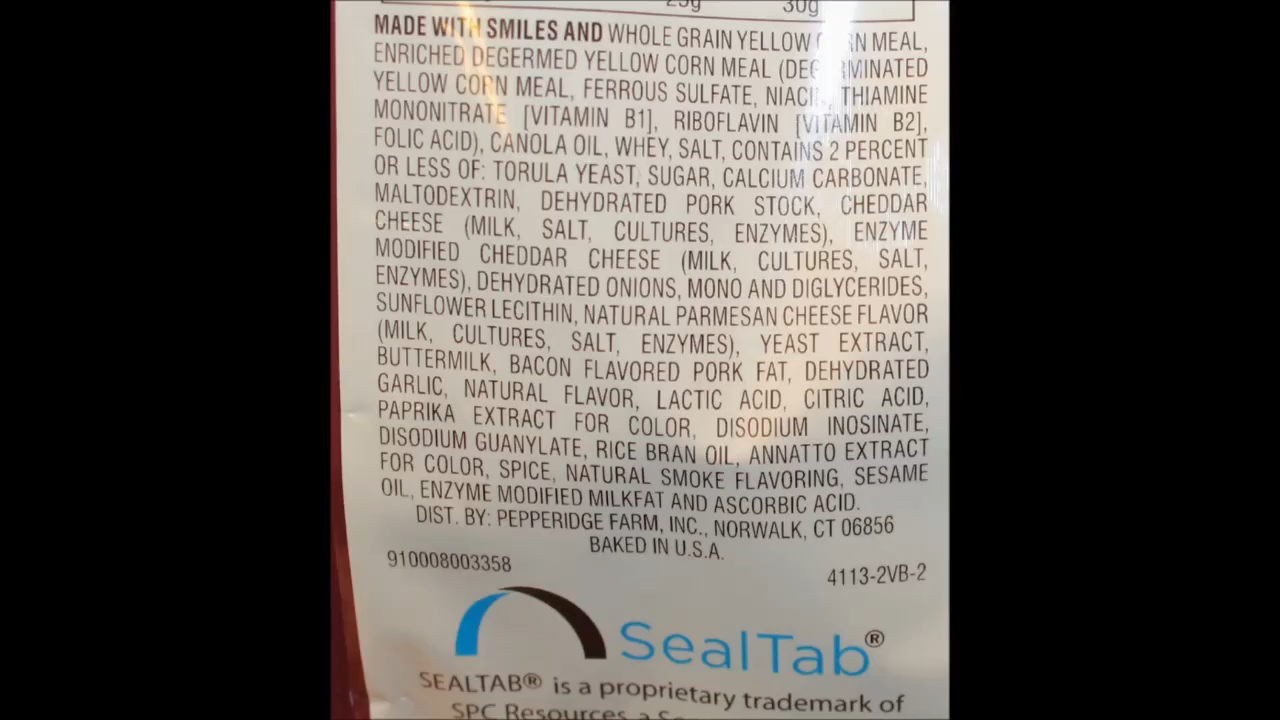 25g 30g
MADE WITH SMILES AND WHOLE GRAIN YELLOW CORN MEAL,
ENRICHED DEGERMED YELLOW CORN MEAL (DEGERMINATED
YELLOW CORN MEAL, FERROUS SULFATE, NIACIN, THIAMINE
MONONITRATE [VITAMIN B1], RIBOFLAVIN [VITAMIN B2],
FOLIC ACID), CANOLA OIL, WHEY, SALT, CONTAINS 2 PERCENT
OR LESS OF: TORULA YEAST, SUGAR, CALCIUM CARBONATE,
MALTODEXTRIN, DEHYDRATED PORK STOCK, CHEDDAR
CHEESE (MILK, SALT, CULTURES, ENZYMES), ENZYME
MODIFIED CHEDDAR CHEESE (MILK, CULTURES, SALT,
ENZYMES), DEHYDRATED ONIONS, MONO AND DIGLYCERIDES,
SUNFLOWER LECITHIN, NATURAL PARMESAN CHEESE FLAVOR
(MILK, CULTURES, SALT, ENZYMES), YEAST EXTRACT,
BUTTERMILK, BACON FLAVORED PORK FAT, DEHYDRATED
GARLIC, NATURAL FLAVOR, LACTIC ACID, CITRIC ACID,
PAPRIKA EXTRACT FOR COLOR, DISODIUM INOSINATE,
DISODIUM GUANYLATE, RICE BRAN OIL, ANNATTO EXTRACT
FOR COLOR, SPICE, NATURAL SMOKE FLAVORING, SESAME
OIL, ENZYME MODIFIED MILKFAT AND ASCORBIC ACID.
DIST. BY: PEPPERIDGE FARM, INC., NORWALK, CT 06856
BAKED IN U.S.A.
910008003358 4113-2VB-2
SealTab®
SEALTAB® is a proprietary trademark of
SPC Resources, a